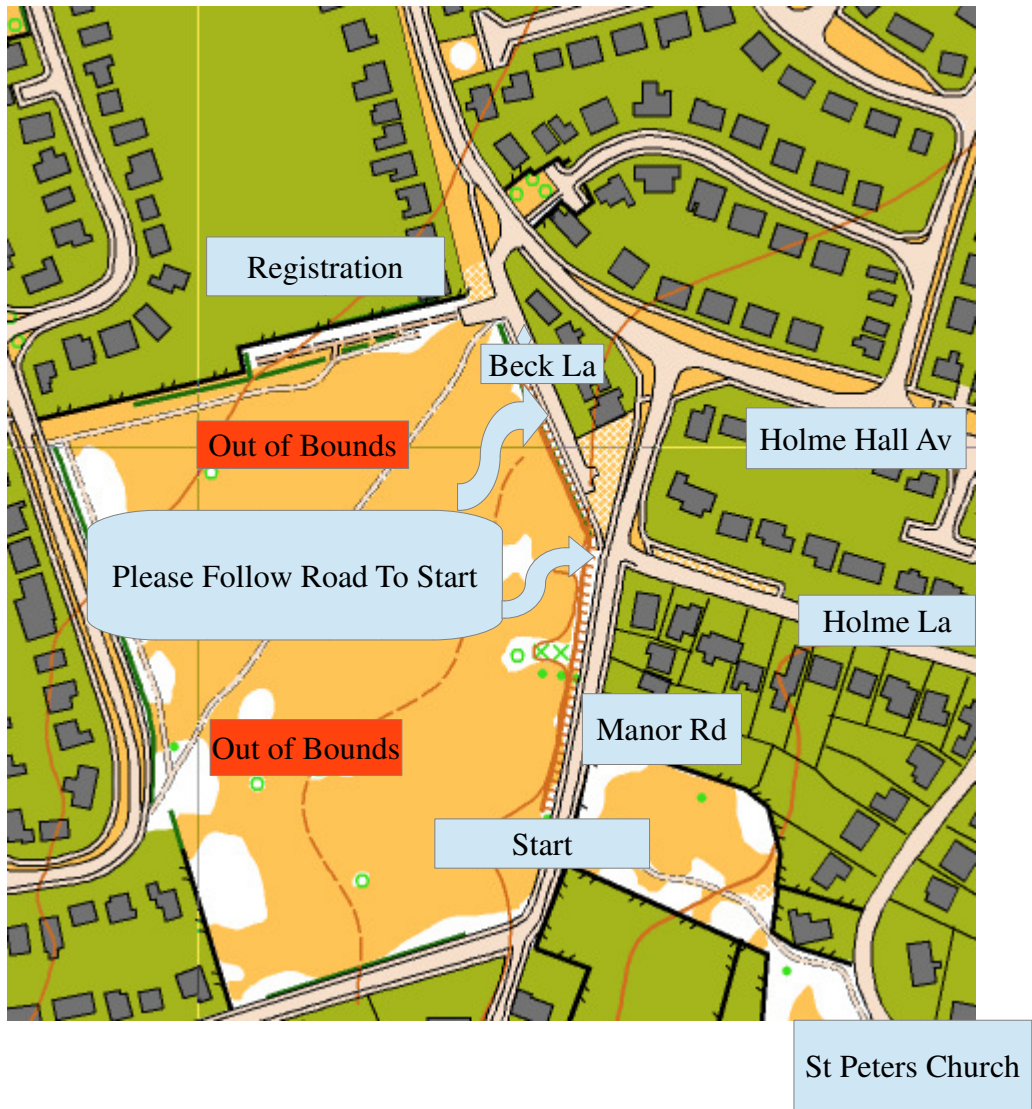 Registration
Beck La
Out of Bounds
Holme Hall Av
Please Follow Road To Start
Holme La
Manor Rd
Out of Bounds
Start
St Peters Church